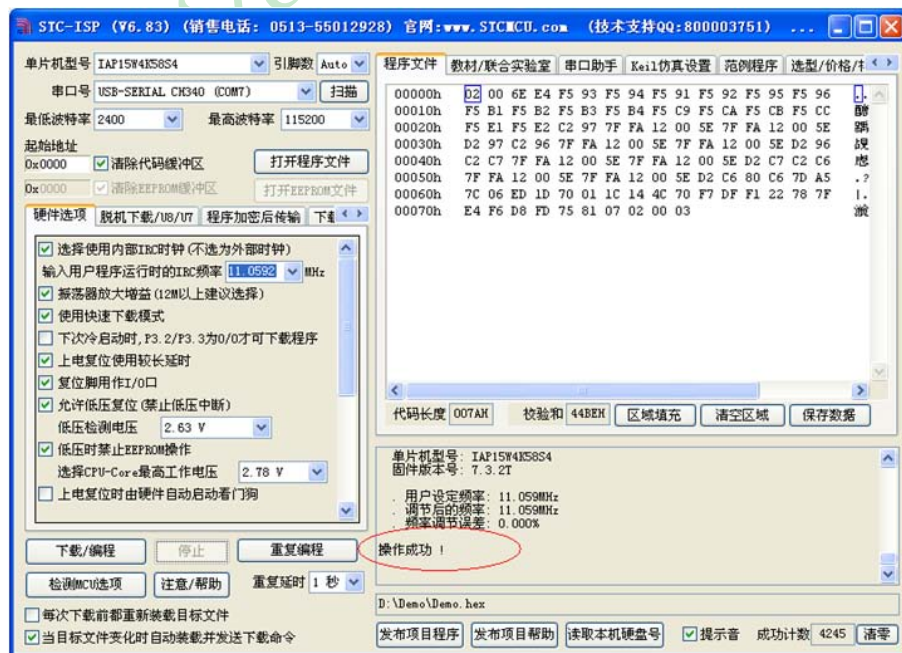 STC-ISP (V6.83) (销售电话: 0513-55012928) 官网:www.STCMCU.com (技术支持QQ:800003751) ...
单片机型号 IAP15W4K58S4 引脚数 Auto
串口号 USB-SERIAL CH340 (COM7) 扫描
最低波特率 2400 最高波特率 115200
起始地址
0x0000 清除代码缓冲区 打开程序文件
0x0000 清除EEPROM缓冲区 打开EEPROM文件
硬件选项 脱机下载/U8/U7 程序加密后传输
选择使用内部IRC时钟(不选为外部时钟)
输入用户程序运行时的IRC频率 11.0592 MHz
振荡器放大增益(12M以上建议选择)
使用快速下载模式
下次冷启动时,P3.2/P3.3为0/0才可下载程序
上电复位使用较长延时
复位脚用作I/O口
允许低压复位(禁止低压中断)
低压检测电压 2.63 V
低压时禁止EEPROM操作
选择CPU-Core最高工作电压 2.78 V
上电复位时由硬件自动启动看门狗
下载/编程 停止 重复编程
检测MCU选项 注意/帮助 重复延时 1 秒
每次下载前都重新装载目标文件
当目标文件变化时自动装载并发送下载命令
程序文件 教材/联合实验室 串口助手 Keil仿真设置 范例程序 选型/价格/
00000h 02 00 6E E4 F5 93 F5 94 F5 91 F5 92 F5 95 F5 96
00010h F5 B1 F5 B2 F5 B3 F5 B4 F5 C9 F5 CA F5 CB F5 CC
00020h F5 E1 F5 E2 C2 97 7F FA 12 00 5E 7F FA 12 00 5E
00030h D2 97 C2 96 7F FA 12 00 5E 7F FA 12 00 5E D2 96
00040h C2 C7 7F FA 12 00 5E 7F FA 12 00 5E D2 C7 C2 C6
00050h 7F FA 12 00 5E 7F FA 12 00 5E D2 C6 80 C6 7D A5
00060h 7C 06 ED 1D 70 01 1C 14 4C 70 F7 DF F1 22 78 7F
00070h E4 F6 D8 FD 75 81 07 02 00 03
代码长度 007AH 校验和 44BEH 区域填充 清空区域 保存数据
单片机型号: IAP15W4K58S4
固件版本号: 7.3.2T
. 用户设定频率: 11.059MHz
. 调节后的频率: 11.059MHz
. 频率调节误差: 0.000%
操作成功 !
D:\Demo\Demo.hex
发布项目程序 发布项目帮助 读取本机硬盘号 提示音 成功计数 4245 清零